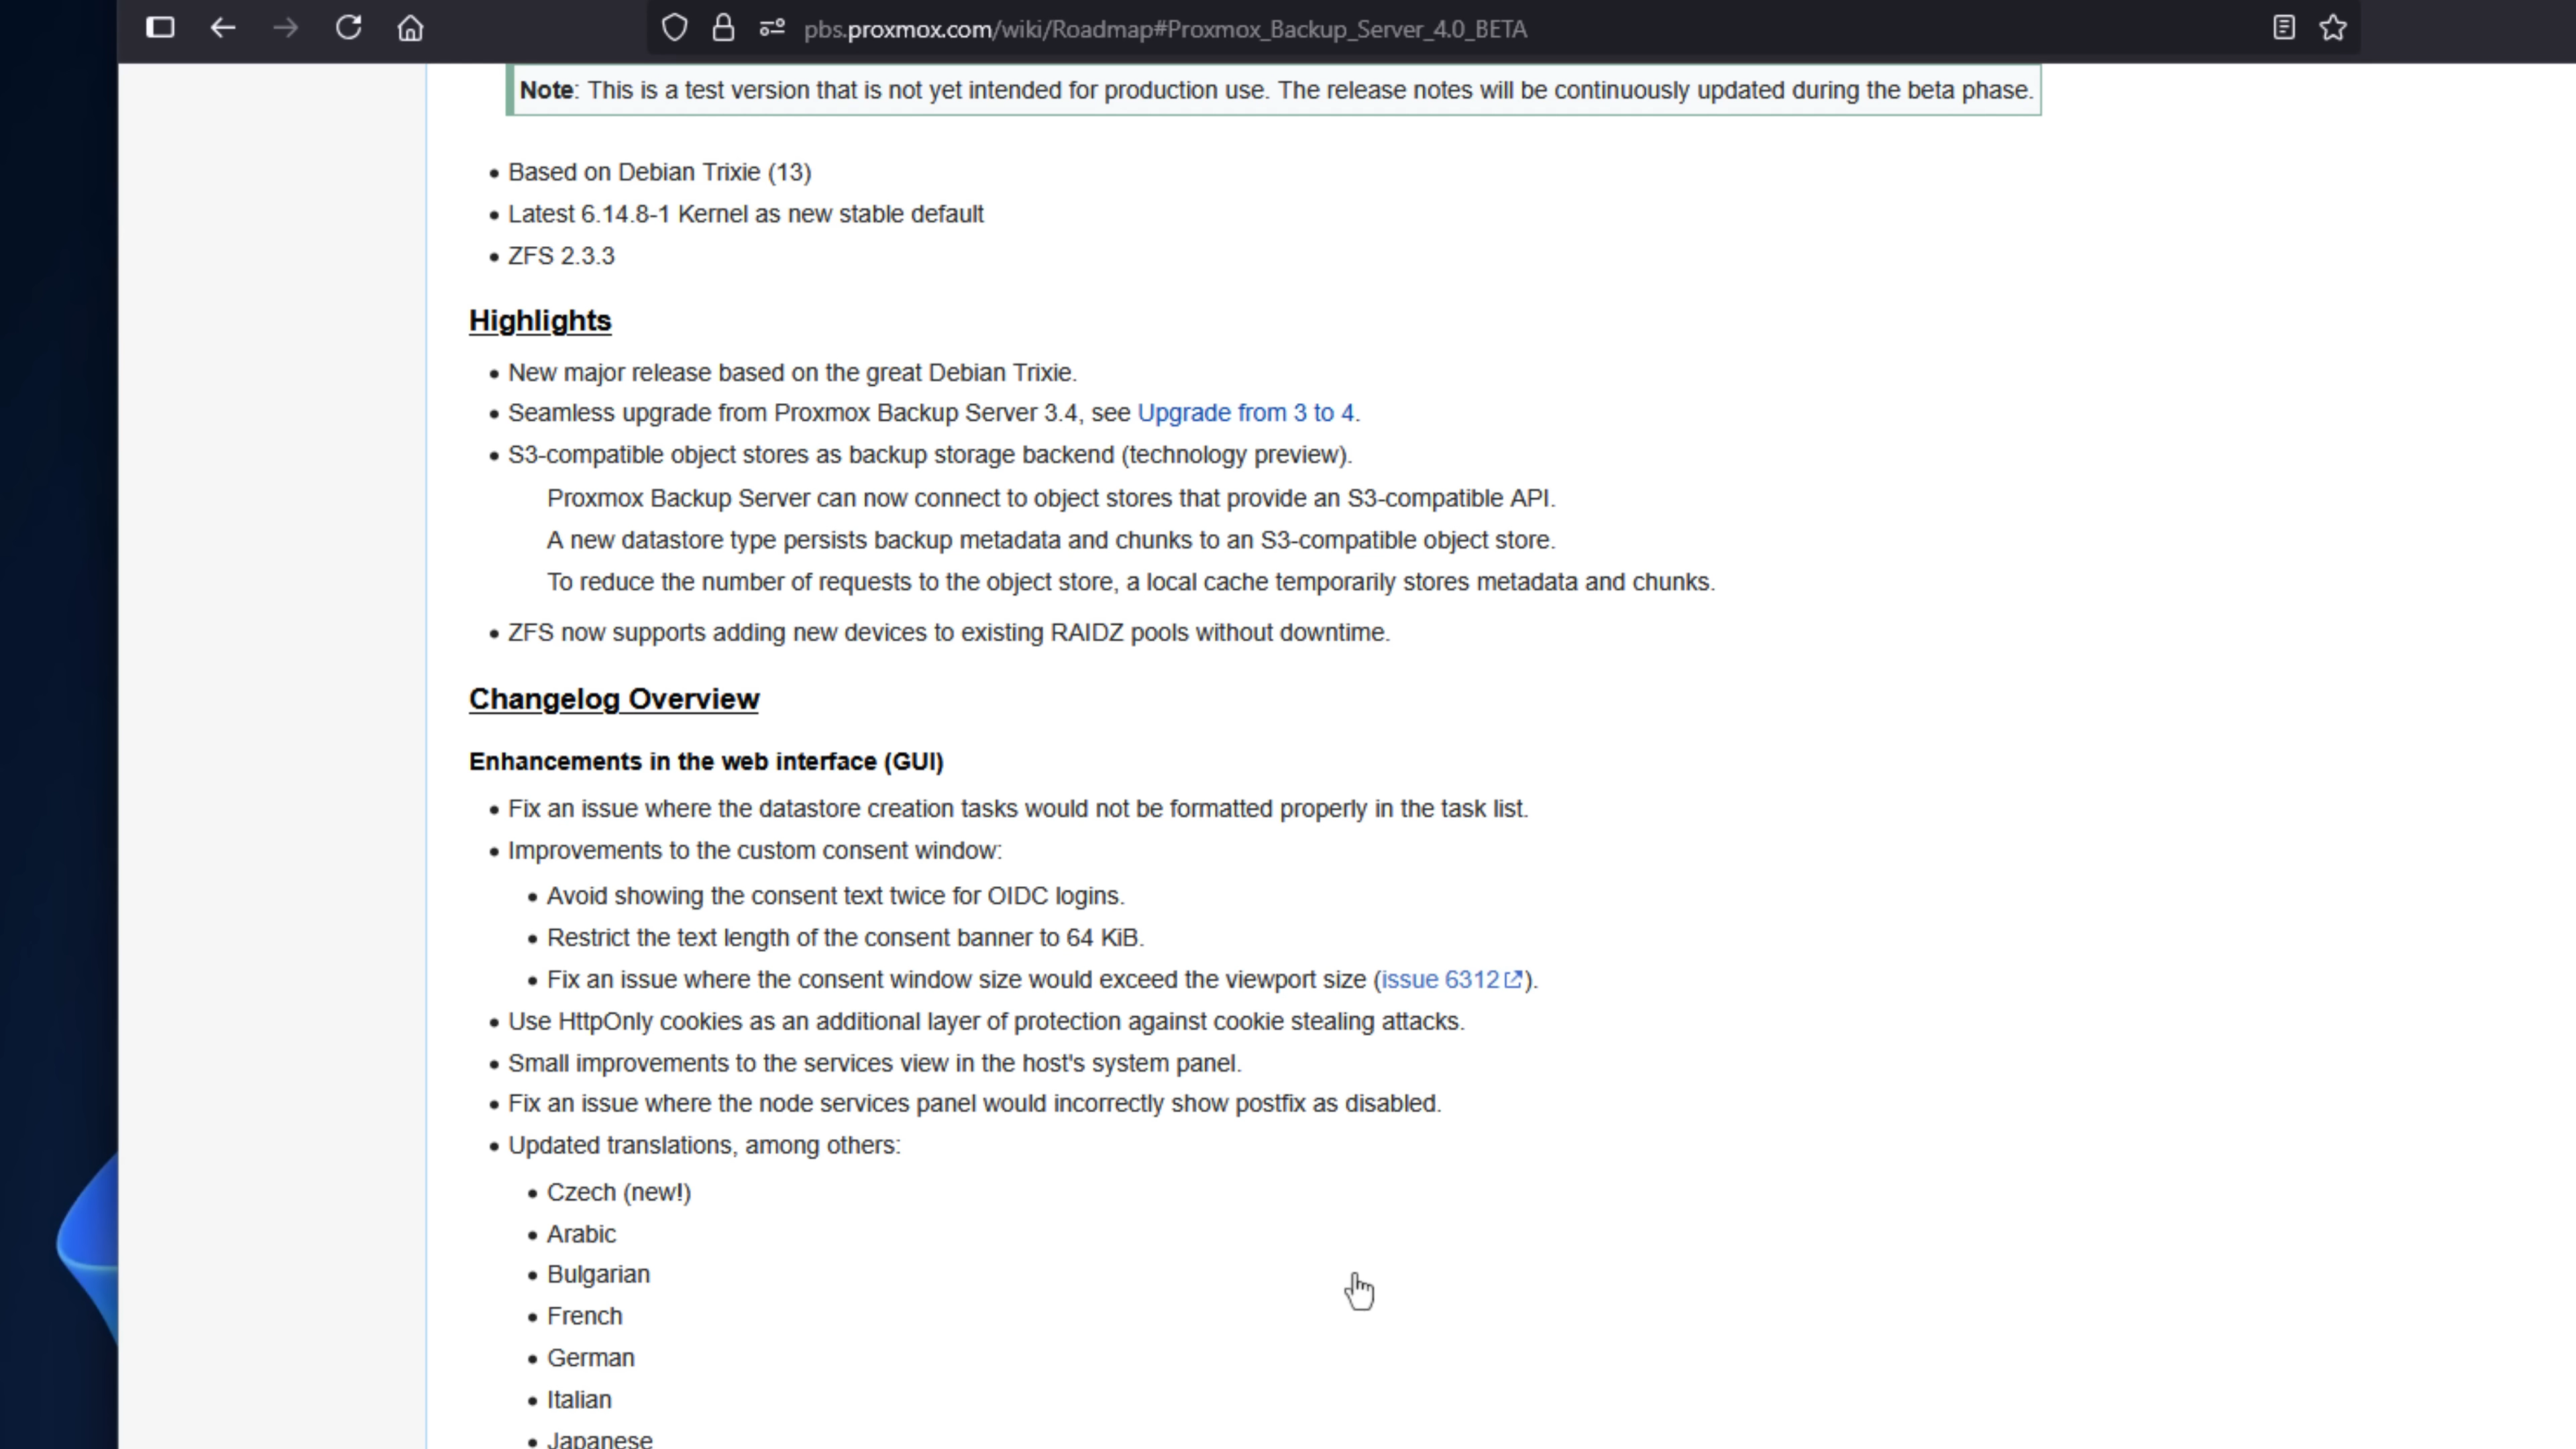 pbs.proxmox.com/wiki/Roadmap#Proxmox_Backup_Server_4.0_BETA
Note: This is a test version that is not yet intended for production use. The release notes will be continuously updated during the beta phase.
Based on Debian Trixie (13)
Latest 6.14.8-1 Kernel as new stable default
ZFS 2.3.3
Highlights
New major release based on the great Debian Trixie.
Seamless upgrade from Proxmox Backup Server 3.4, see Upgrade from 3 to 4.
S3-compatible object stores as backup storage backend (technology preview).
Proxmox Backup Server can now connect to object stores that provide an S3-compatible API.
A new datastore type persists backup metadata and chunks to an S3-compatible object store.
To reduce the number of requests to the object store, a local cache temporarily stores metadata and chunks.
ZFS now supports adding new devices to existing RAIDZ pools without downtime.
Changelog Overview
Enhancements in the web interface (GUI)
Fix an issue where the datastore creation tasks would not be formatted properly in the task list.
Improvements to the custom consent window:
Avoid showing the consent text twice for OIDC logins.
Restrict the text length of the consent banner to 64 KiB.
Fix an issue where the consent window size would exceed the viewport size (issue 6312).
Use HttpOnly cookies as an additional layer of protection against cookie stealing attacks.
Small improvements to the services view in the host's system panel.
Fix an issue where the node services panel would incorrectly show postfix as disabled.
Updated translations, among others:
Czech (new!)
Arabic
Bulgarian
French
German
Italian
Japanese